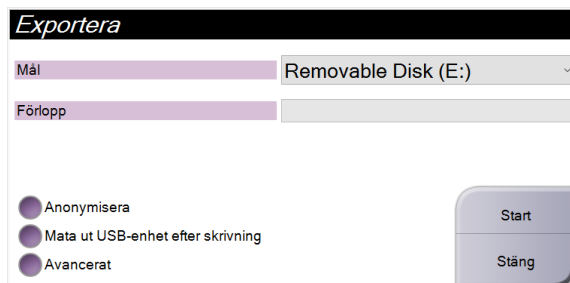 Exportera
Mål Removable Disk (E:)
Förlopp
Anonymisera
Mata ut USB-enhet efter skrivning
Avancerat
Start
Stäng